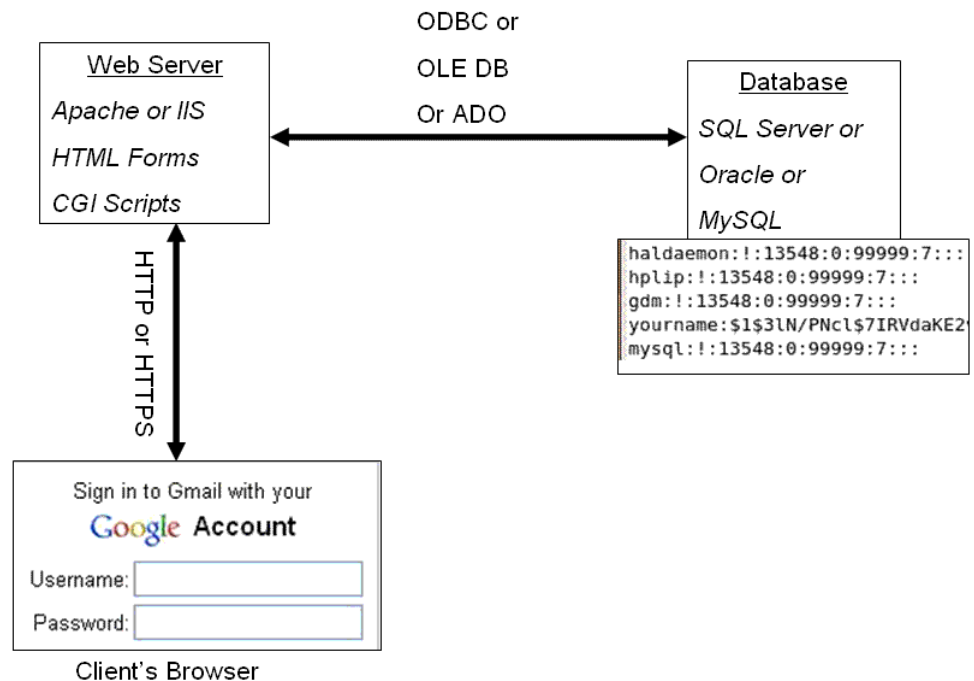 ODBC or
OLE DB
Or ADO
Web Server
Apache or IIS
HTML Forms
CGI Scripts
Database
SQL Server or
Oracle or
MySQL
haldaemon:!:13548:0:99999:7:::
hplip:!:13548:0:99999:7:::
gdm:!:13548:0:99999:7:::
yourname:$1$3lN/PNcl$7IRVdaKE2
mysql:!:13548:0:99999:7:::
HTTP or HTTPS
Sign in to Gmail with your
Google Account
Username:
Password:
Client's Browser